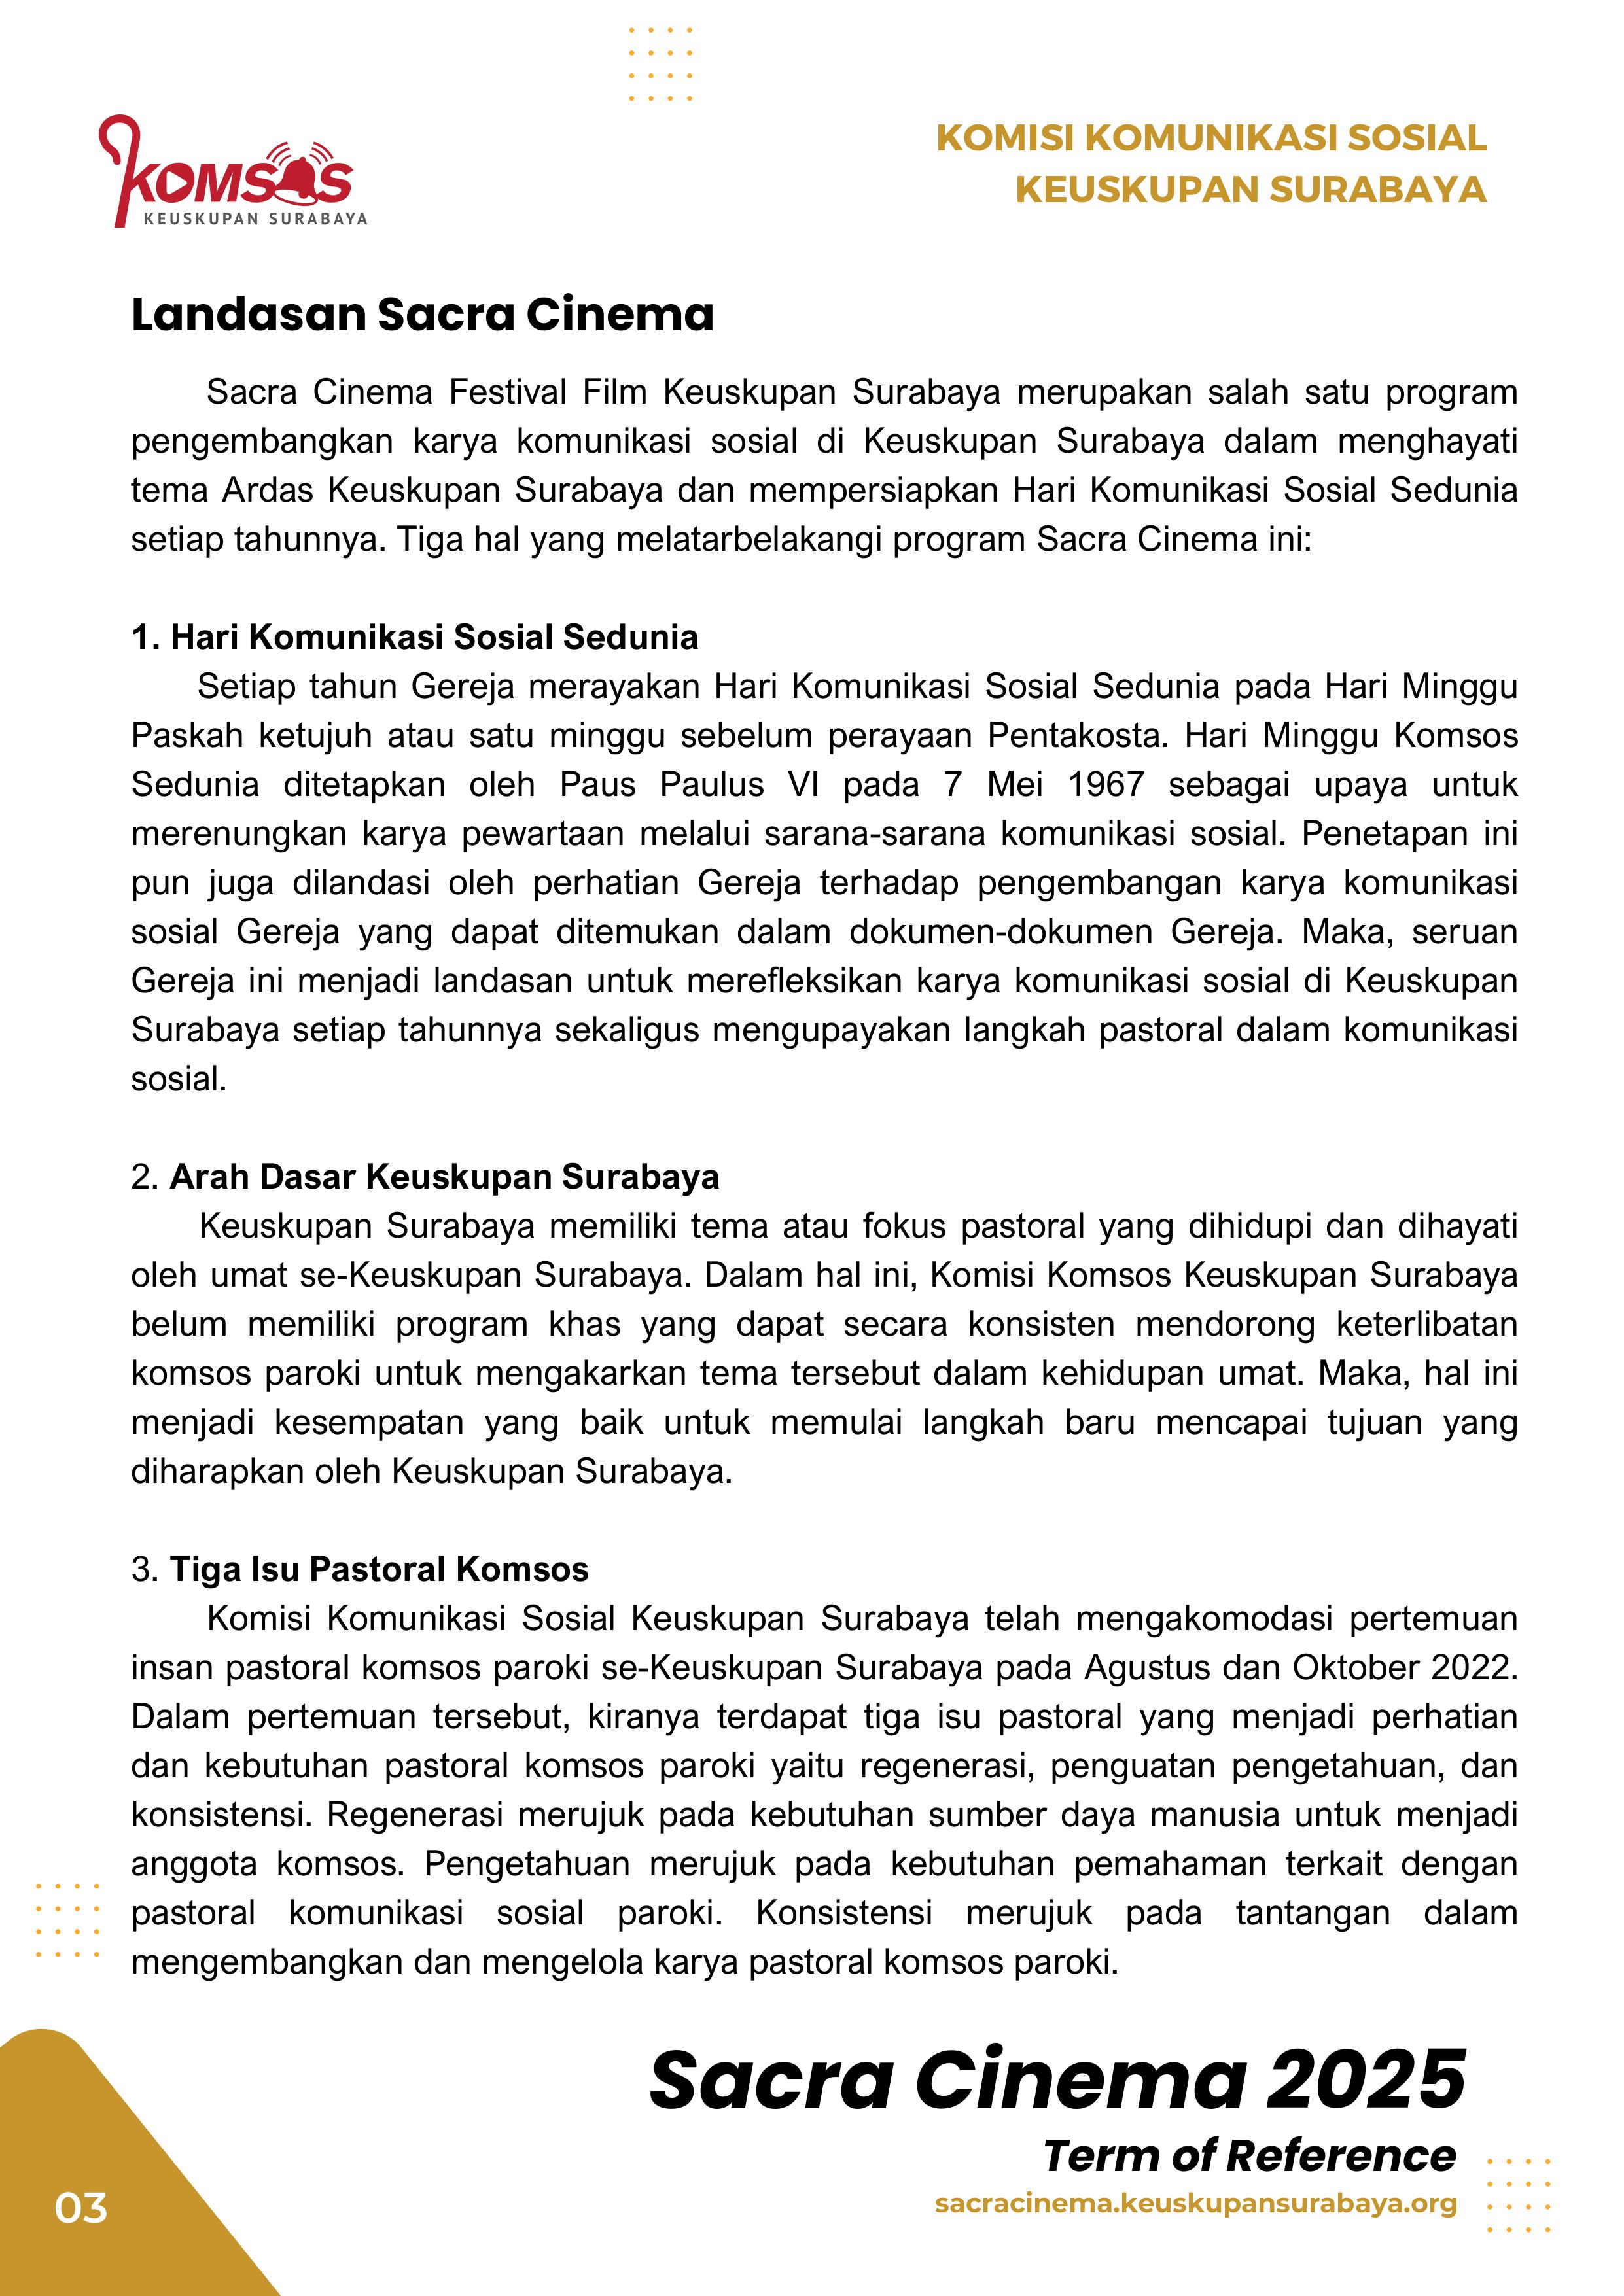 KOMSOS
KEUSKUPAN SURABAYA
KOMISI KOMUNIKASI SOSIAL
KEUSKUPAN SURABAYA
Landasan Sacra Cinema
Sacra Cinema Festival Film Keuskupan Surabaya merupakan salah satu program
pengembangkan karya komunikasi sosial di Keuskupan Surabaya dalam menghayati
tema Ardas Keuskupan Surabaya dan mempersiapkan Hari Komunikasi Sosial Sedunia
setiap tahunnya. Tiga hal yang melatarbelakangi program Sacra Cinema ini:
1. Hari Komunikasi Sosial Sedunia
Setiap tahun Gereja merayakan Hari Komunikasi Sosial Sedunia pada Hari Minggu
Paskah ketujuh atau satu minggu sebelum perayaan Pentakosta. Hari Minggu Komsos
Sedunia ditetapkan oleh Paus Paulus VI pada 7 Mei 1967 sebagai upaya untuk
merenungkan karya pewartaan melalui sarana-sarana komunikasi sosial. Penetapan ini
pun juga dilandasi oleh perhatian Gereja terhadap pengembangan karya komunikasi
sosial Gereja yang dapat ditemukan dalam dokumen-dokumen Gereja. Maka, seruan
Gereja ini menjadi landasan untuk merefleksikan karya komunikasi sosial di Keuskupan
Surabaya setiap tahunnya sekaligus mengupayakan langkah pastoral dalam komunikasi
sosial.
2. Arah Dasar Keuskupan Surabaya
Keuskupan Surabaya memiliki tema atau fokus pastoral yang dihidupi dan dihayati
oleh umat se-Keuskupan Surabaya. Dalam hal ini, Komisi Komsos Keuskupan Surabaya
belum memiliki program khas yang dapat secara konsisten mendorong keterlibatan
komsos paroki untuk mengakarkan tema tersebut dalam kehidupan umat. Maka, hal ini
menjadi kesempatan yang baik untuk memulai langkah baru mencapai tujuan yang
diharapkan oleh Keuskupan Surabaya.
3. Tiga Isu Pastoral Komsos
Komisi Komunikasi Sosial Keuskupan Surabaya telah mengakomodasi pertemuan
insan pastoral komsos paroki se-Keuskupan Surabaya pada Agustus dan Oktober 2022.
Dalam pertemuan tersebut, kiranya terdapat tiga isu pastoral yang menjadi perhatian
dan kebutuhan pastoral komsos paroki yaitu regenerasi, penguatan pengetahuan, dan
konsistensi. Regenerasi merujuk pada kebutuhan sumber daya manusia untuk menjadi
anggota komsos. Pengetahuan merujuk pada kebutuhan pemahaman terkait dengan
pastoral komunikasi sosial paroki. Konsistensi merujuk pada tantangan dalam
mengembangkan dan mengelola karya pastoral komsos paroki.
Sacra Cinema 2025
Term of Reference
sacracinema.keuskupansurabaya.org
03